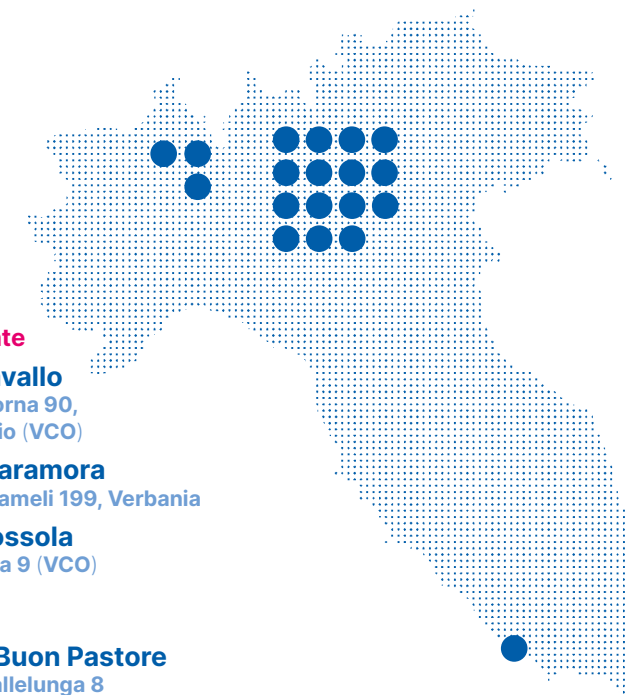 te
vallo
orna 90,
io (VCO)
aramora
ameli 199, Verbania
ossola
a 9 (VCO)
Buon Pastore
allelunga 8